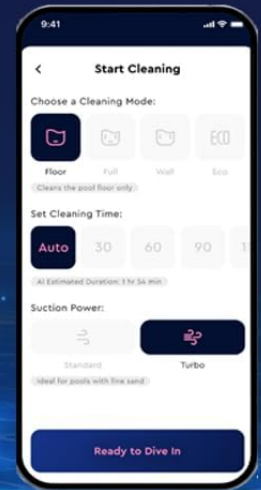 9:41
Start Cleaning
Choose a Cleaning Mode:
ECO
Floor Full Wall Eco
Cleans the pool floor only
Set Cleaning Time:
Auto 30 60 90
AI Estimated Duration: 1 hr 54 min
Suction Power:
Standard Turbo
Ideal for pools with fine sand
Ready to Dive In